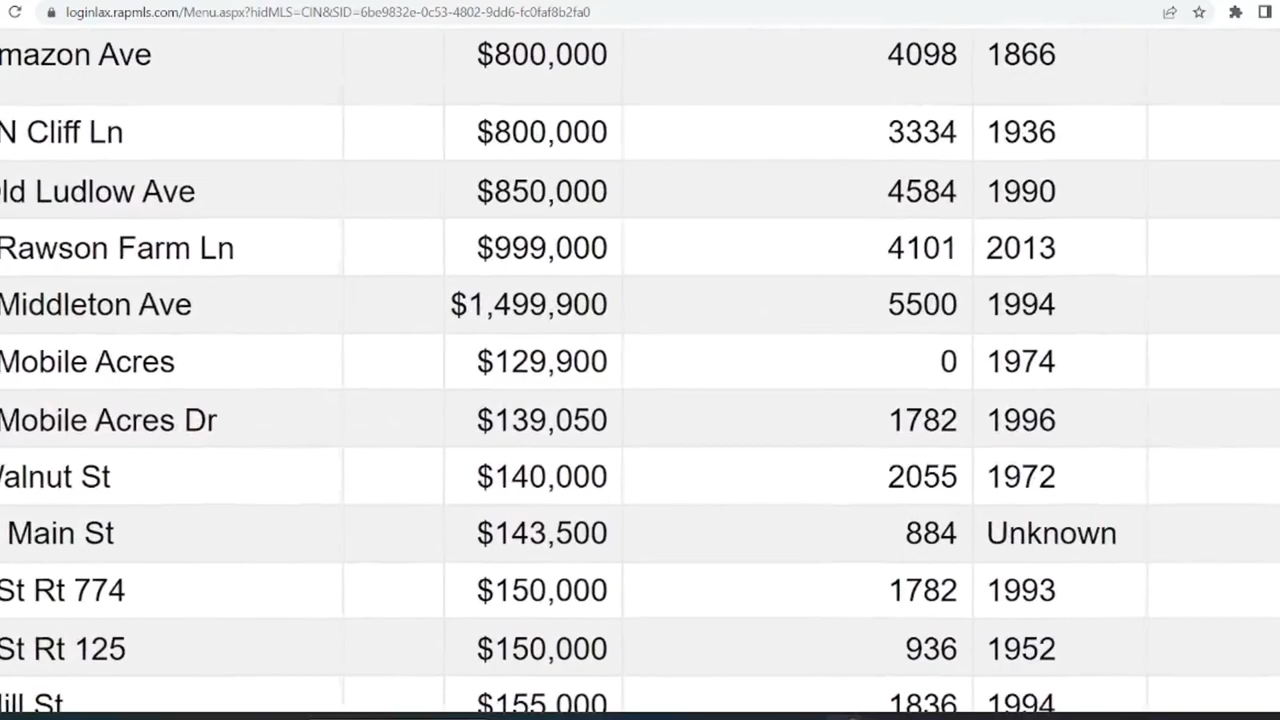 loginlax.rapmls.com/Menu.aspx?hidMLS=CIN&SID=6be9832e-0c53-4802-9dd6-fc0faf8b2fa0
mazon Ave $800,000 4098 1866
N Cliff Ln $800,000 3334 1936
ld Ludlow Ave $850,000 4584 1990
Rawson Farm Ln $999,000 4101 2013
Middleton Ave $1,499,900 5500 1994
Mobile Acres $129,900 0 1974
Mobile Acres Dr $139,050 1782 1996
alnut St $140,000 2055 1972
Main St $143,500 884 Unknown
St Rt 774 $150,000 1782 1993
St Rt 125 $150,000 936 1952
ill St $155,000 1836 1994